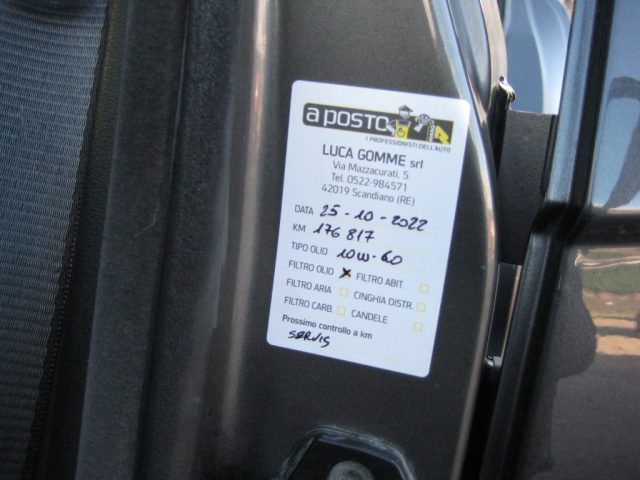 a POSTO
I PROFESSIONISTI DELL'AUTO
LUCA GOMME srl
Via Mazzacurati, 5
Tel. 0522-984571
42019 Scandiano (RE)
DATA 25-10-2022
KM 176817
TIPO OLIO 10W-60
FILTRO OLIO x FILTRO ABIT.
FILTRO ARIA CINGHIA DISTR.
FILTRO CARB. CANDELE
Prossimo controllo a km
SERVIS